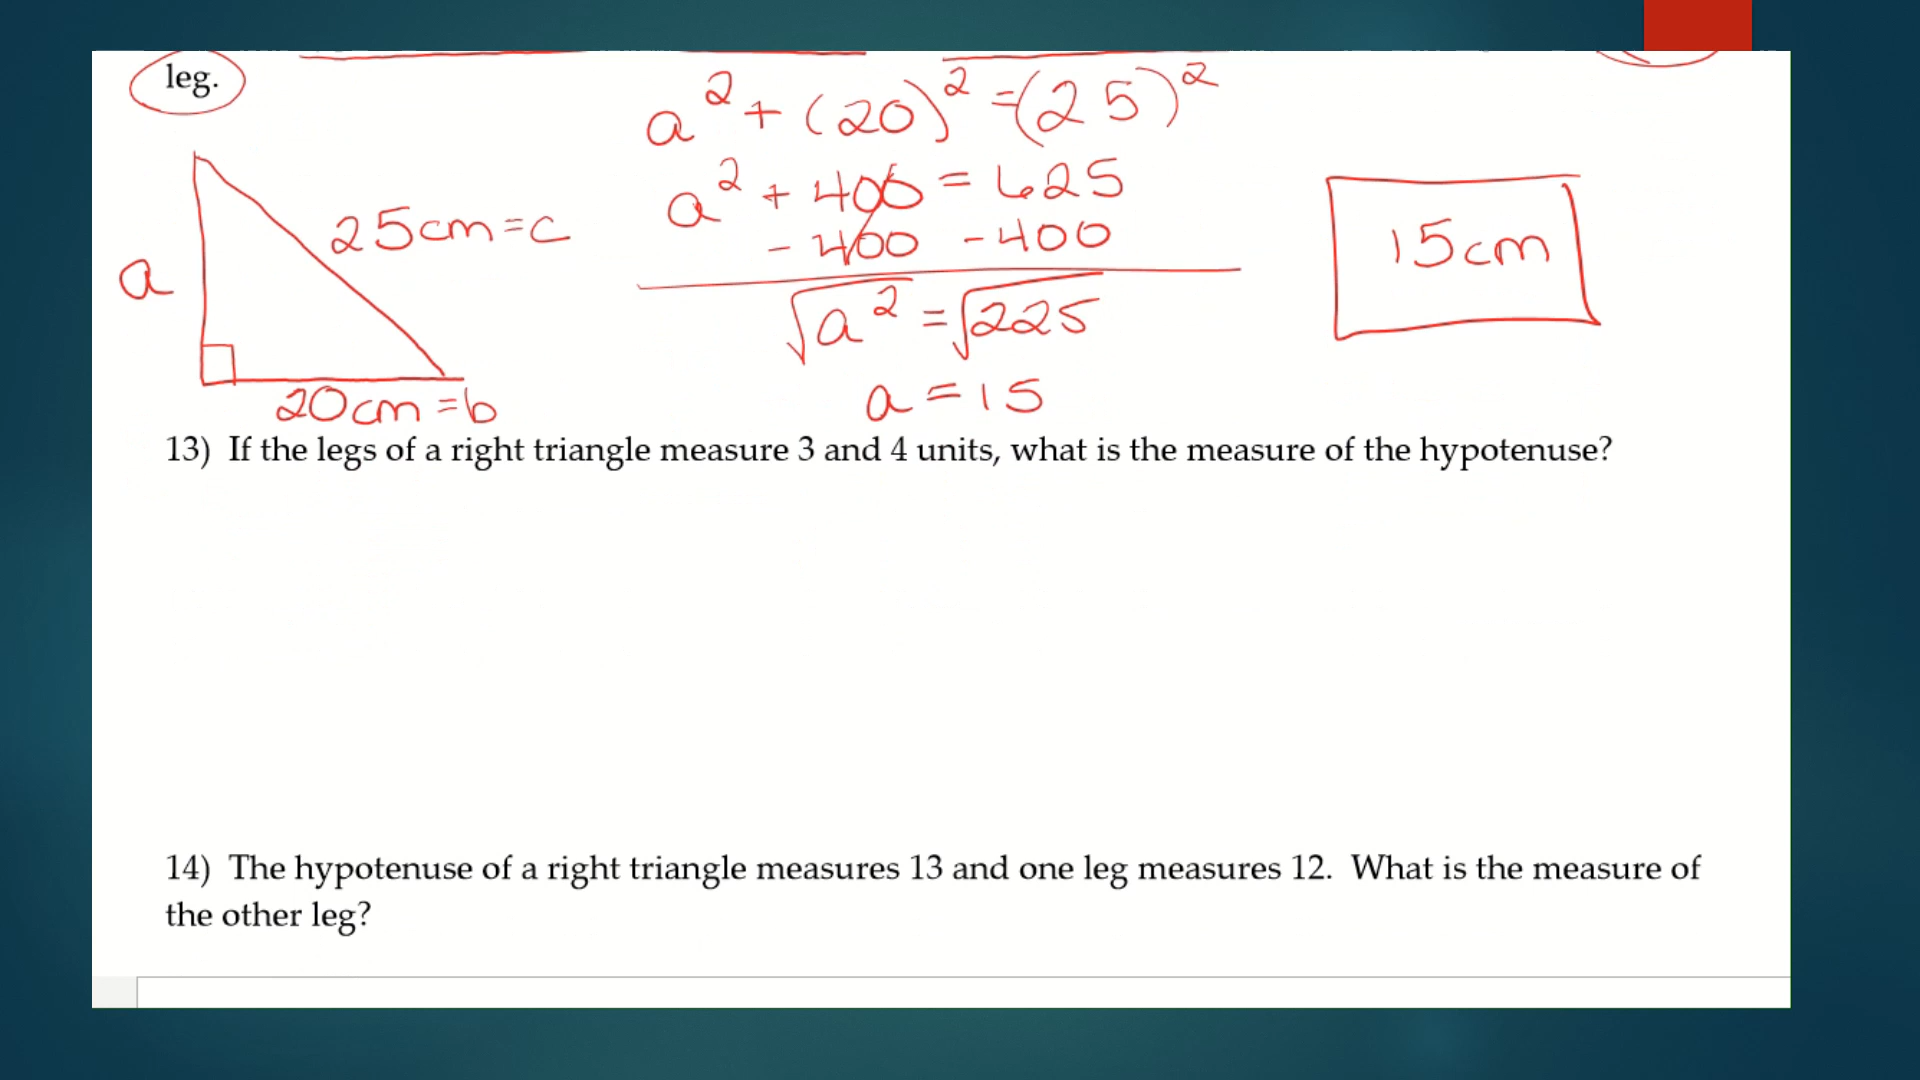 leg.
a² + (20)² = (25)²
a² + 400 = 625
- 400 - 400
√a² = √225
a = 15
25cm = c
a
20cm = b
15cm
13) If the legs of a right triangle measure 3 and 4 units, what is the measure of the hypotenuse?
14) The hypotenuse of a right triangle measures 13 and one leg measures 12. What is the measure of
the other leg?